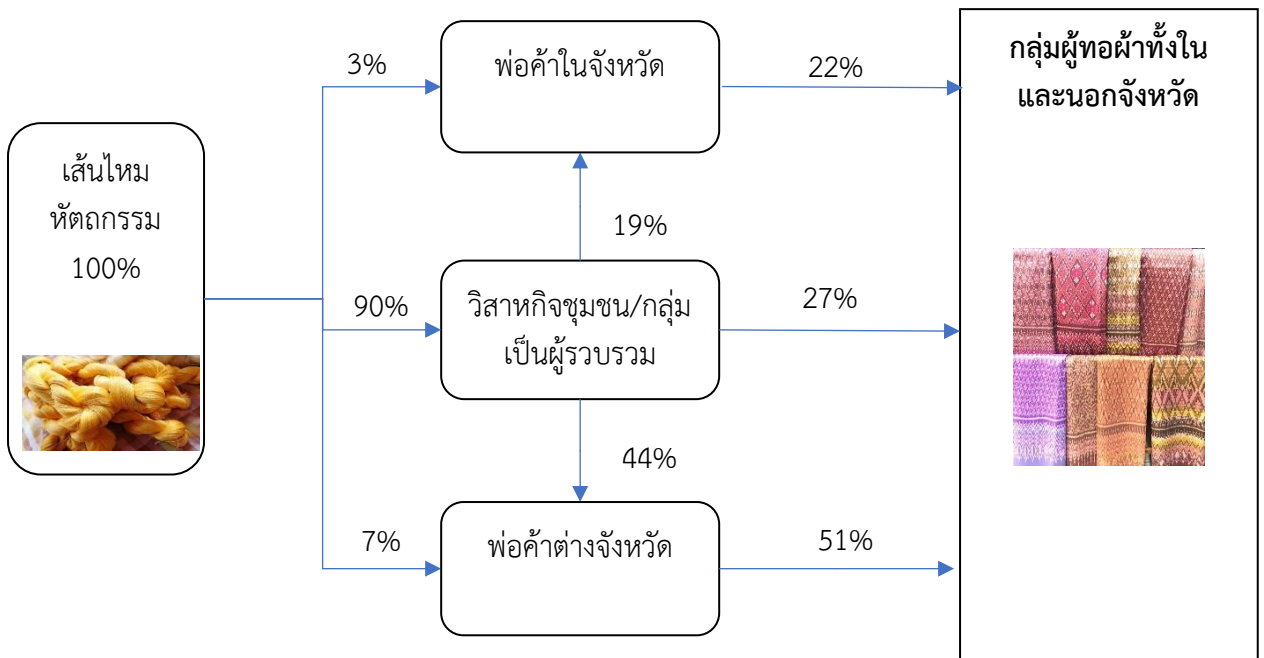 เส้นไหม
หัตถกรรม
100%
3%
90%
7%
พ่อค้าในจังหวัด
19%
วิสาหกิจชุมชน/กลุ่ม
เป็นผู้รวบรวม
44%
พ่อค้าต่างจังหวัด
22%
27%
51%
กลุ่มผู้ทอผ้าทั้งใน
และนอกจังหวัด